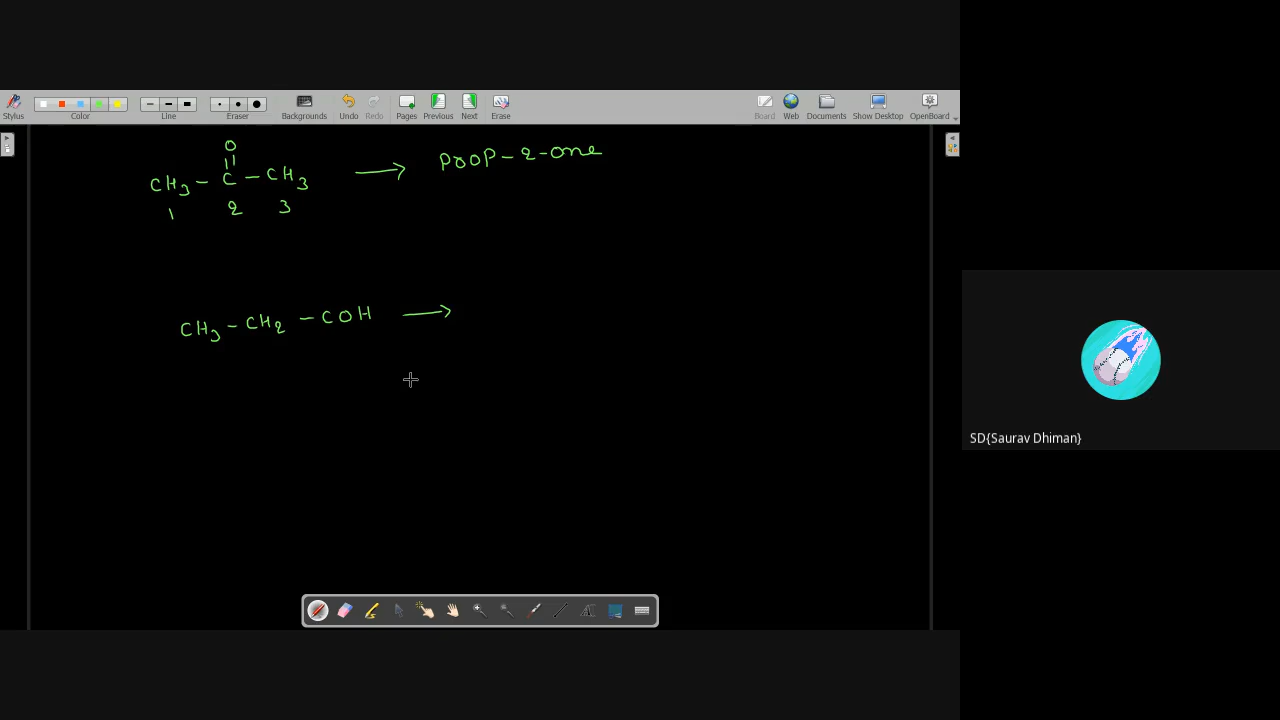 Stylus Color Line Eraser Backgrounds Undo Redo Pages Previous Next Erase Board Web Documents Show Desktop OpenBoard
O
CH3 - C - CH3 → Prop-2-one
1 2 3
CH3 - CH2 - COH →
SD{Saurav Dhiman}